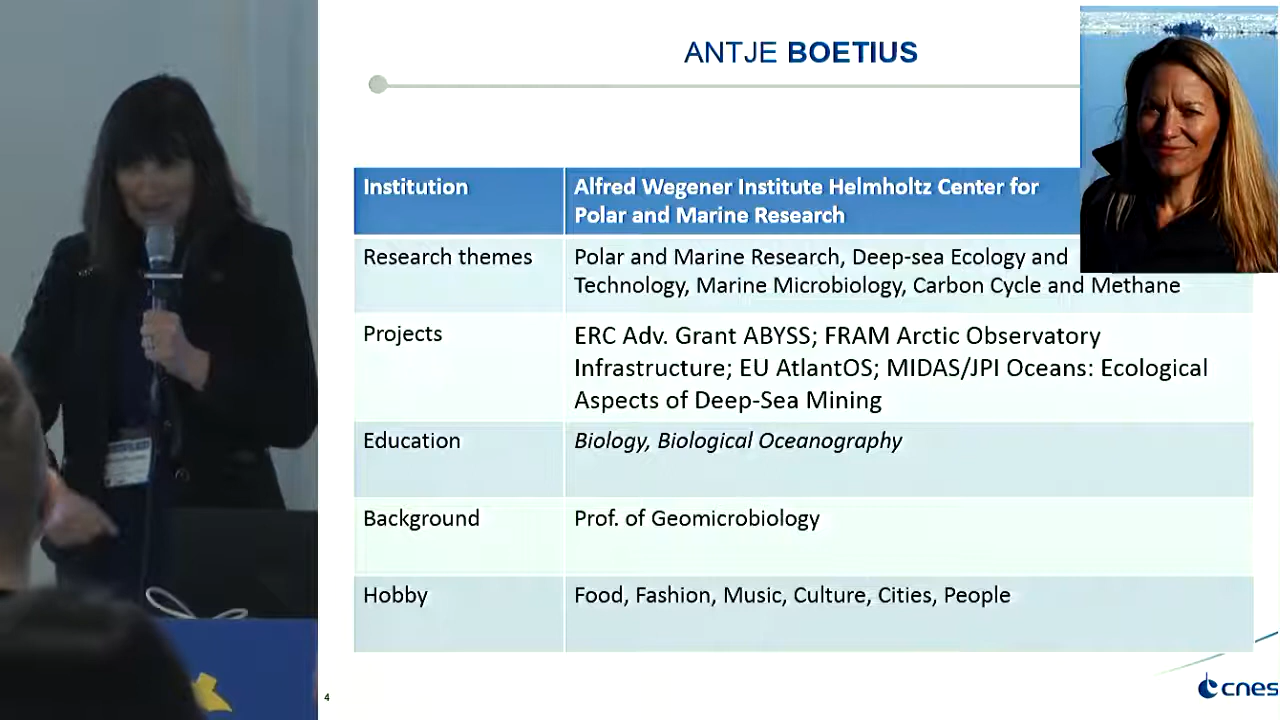 ANTJE BOETIUS
Institution
Alfred Wegener Institute Helmholtz Center for
Polar and Marine Research
Research themes
Polar and Marine Research, Deep-sea Ecology and
Technology, Marine Microbiology, Carbon Cycle and Methane
Projects
ERC Adv. Grant ABYSS; FRAM Arctic Observatory
Infrastructure; EU AtlantOS; MIDAS/JPI Oceans: Ecological
Aspects of Deep-Sea Mining
Education
Biology, Biological Oceanography
Background
Prof. of Geomicrobiology
Hobby
Food, Fashion, Music, Culture, Cities, People
4
cnes